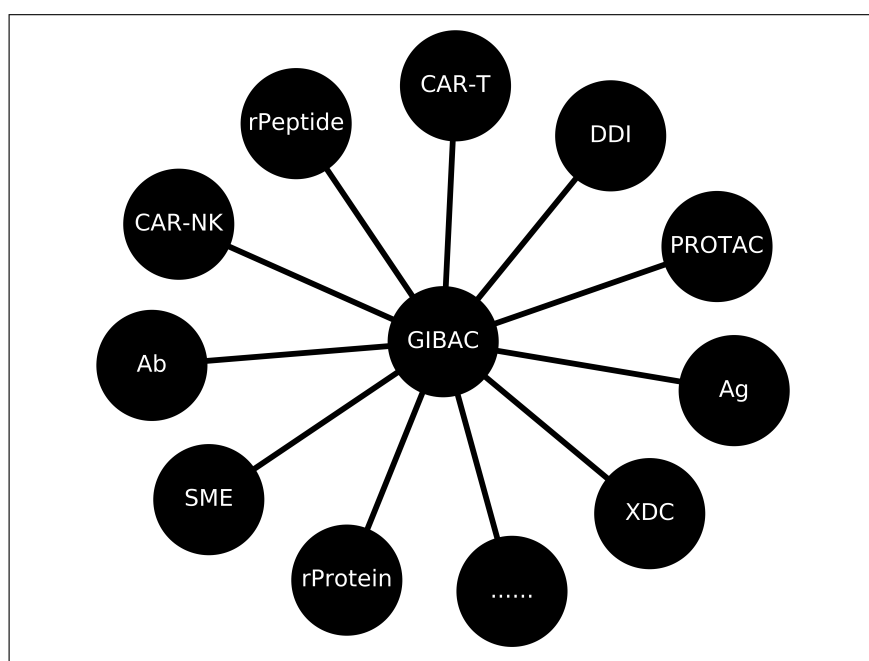 CAR-T
rPeptide
DDI
CAR-NK
PROTAC
GIBAC
Ab
Ag
SME
XDC
rProtein
......